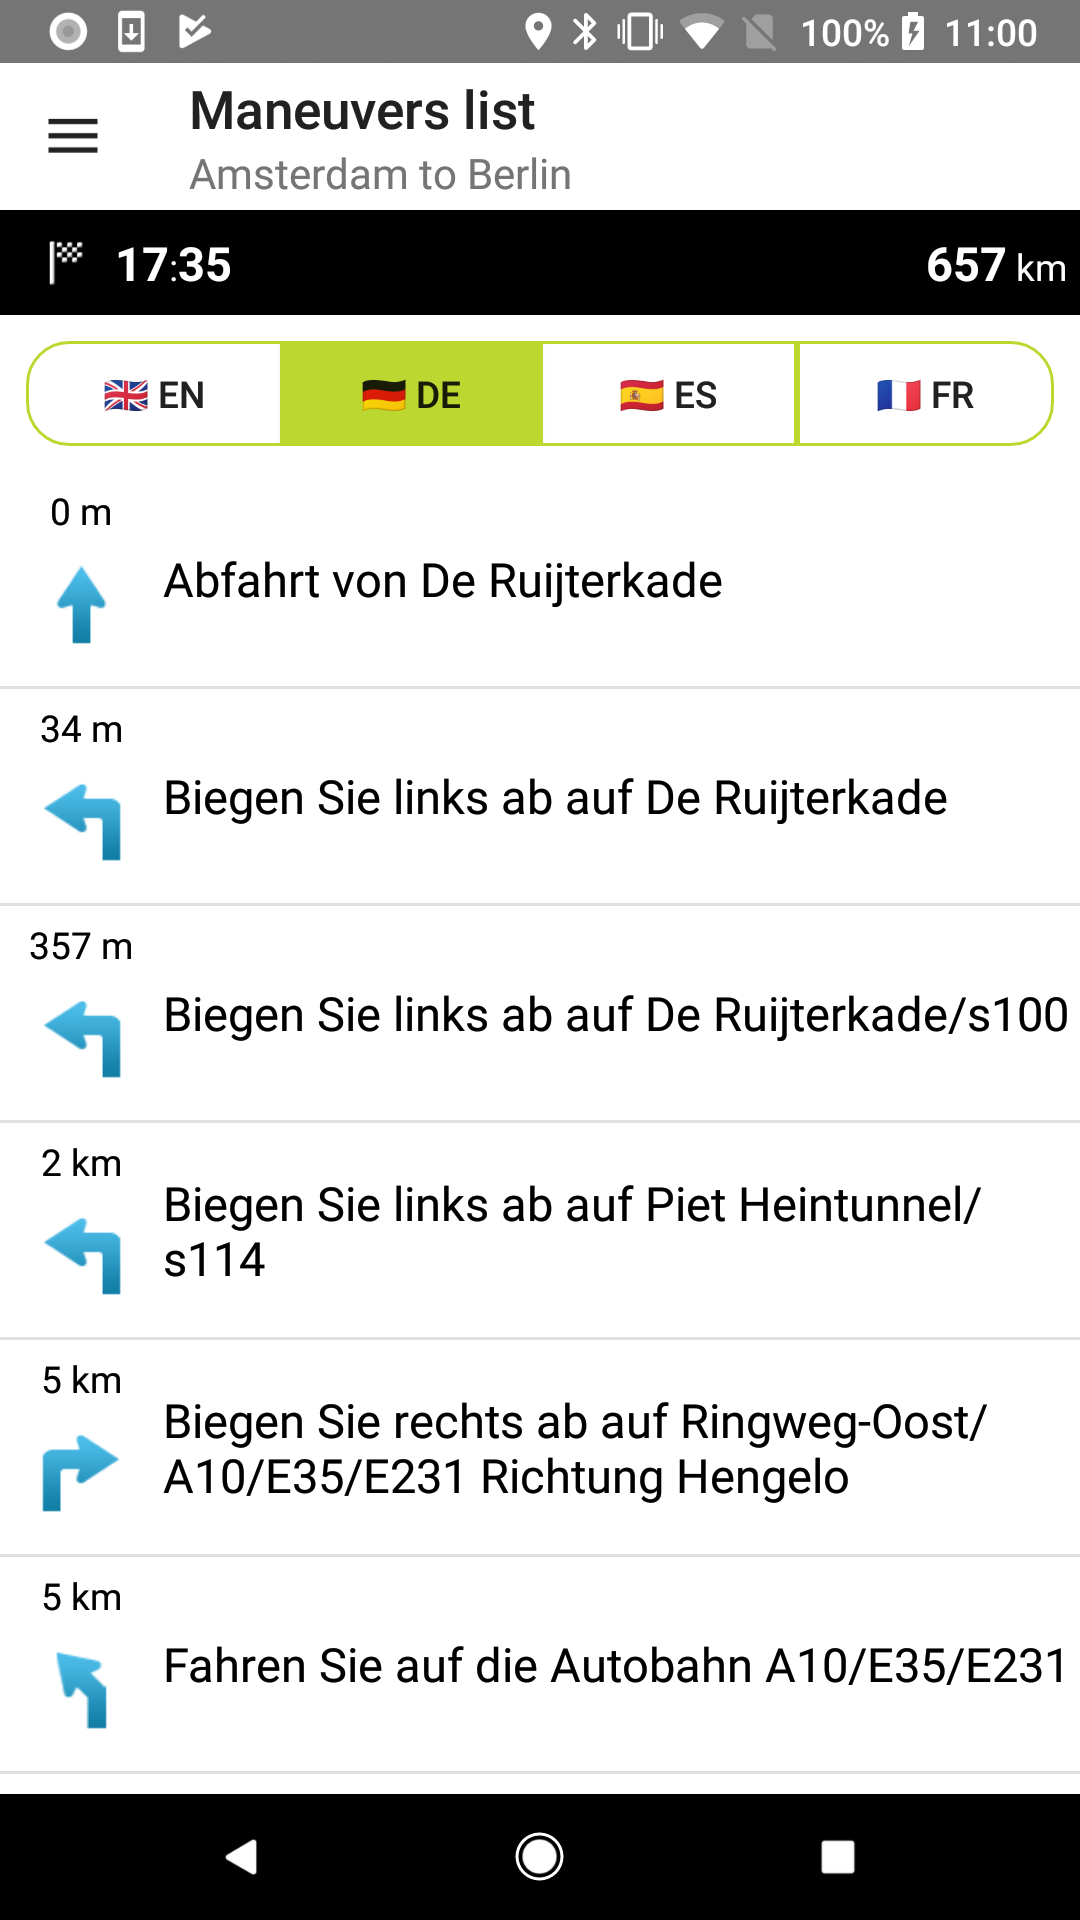 100% 11:00
Maneuvers list
Amsterdam to Berlin
17:35 657 km
EN DE ES FR
0 m
Abfahrt von De Ruijterkade
34 m
Biegen Sie links ab auf De Ruijterkade
357 m
Biegen Sie links ab auf De Ruijterkade/s100
2 km
Biegen Sie links ab auf Piet Heintunnel/
s114
5 km
Biegen Sie rechts ab auf Ringweg-Oost/
A10/E35/E231 Richtung Hengelo
5 km
Fahren Sie auf die Autobahn A10/E35/E231